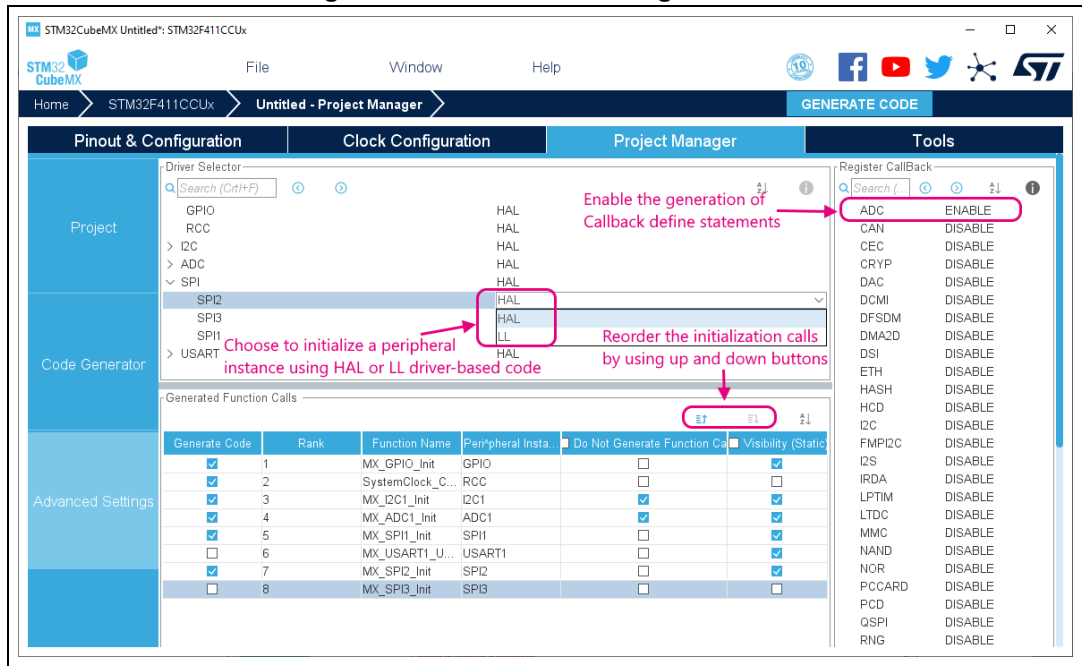 MX STM32CubeMX Untitled*: STM32F411CCUx
STM32
CubeMX
File Window Help
10
Home STM32F411CCUx Untitled - Project Manager GENERATE CODE
Pinout & Configuration Clock Configuration Project Manager Tools
Project
Code Generator
Advanced Settings
Driver Selector
Search (Crtl+F)
GPIO HAL
RCC HAL
> I2C HAL
> ADC HAL
SPI HAL
SPI2 HAL
SPI3 HAL
SPI1 LL
> USART HAL
Choose to initialize a peripheral
instance using HAL or LL driver-based code
Enable the generation of
Callback define statements
Reorder the initialization calls
by using up and down buttons
Generated Function Calls
Generate Code Rank Function Name Peri^pheral Insta... Do Not Generate Function Ca Visibility (Static)
1 MX_GPIO_Init GPIO
2 SystemClock_C... RCC
3 MX_I2C1_Init I2C1
4 MX_ADC1_Init ADC1
5 MX_SPI1_Init SPI1
6 MX_USART1_U... USART1
7 MX_SPI2_Init SPI2
8 MX_SPI3_Init SPI3
Register CallBack
Search (...
ADC ENABLE
CAN DISABLE
CEC DISABLE
CRYP DISABLE
DAC DISABLE
DCMI DISABLE
DFSDM DISABLE
DMA2D DISABLE
DSI DISABLE
ETH DISABLE
HASH DISABLE
HCD DISABLE
I2C DISABLE
FMPI2C DISABLE
I2S DISABLE
IRDA DISABLE
LPTIM DISABLE
LTDC DISABLE
MMC DISABLE
NAND DISABLE
NOR DISABLE
PCCARD DISABLE
PCD DISABLE
QSPI DISABLE
RNG DISABLE